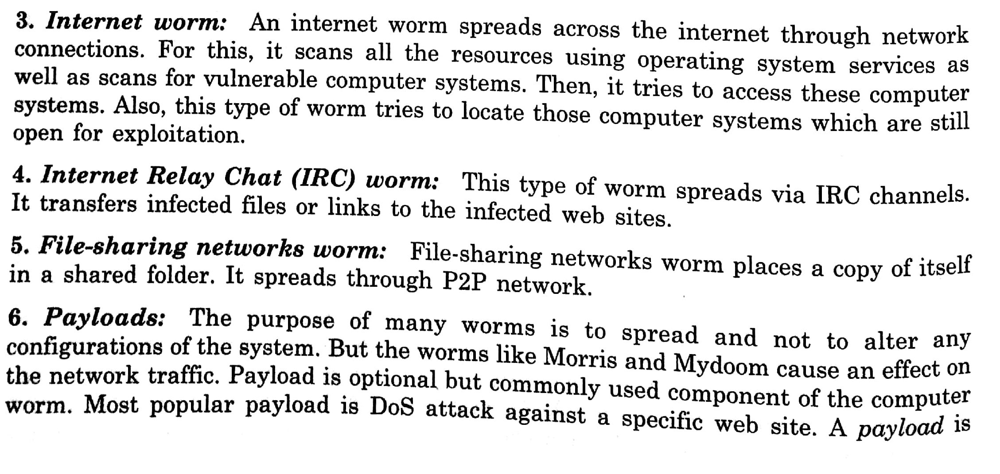 3. Internet worm: An internet worm spreads across the internet through network
connections. For this, it scans all the resources using operating system services as
well as scans for vulnerable computer systems. Then, it tries to access these computer
systems. Also, this type of worm tries to locate those computer systems which are still
open for exploitation.
4. Internet Relay Chat (IRC) worm: This type of worm spreads via IRC channels.
It transfers infected files or links to the infected web sites.
5. File-sharing networks worm: File-sharing networks worm places a copy of itself
in a shared folder. It spreads through P2P network.
6. Payloads: The purpose of many worms is to spread and not to alter any
configurations of the system. But the worms like Morris and Mydoom cause an effect on
the network traffic. Payload is optional but commonly used component of the computer
worm. Most popular payload is DoS attack against a specific web site. A payload is